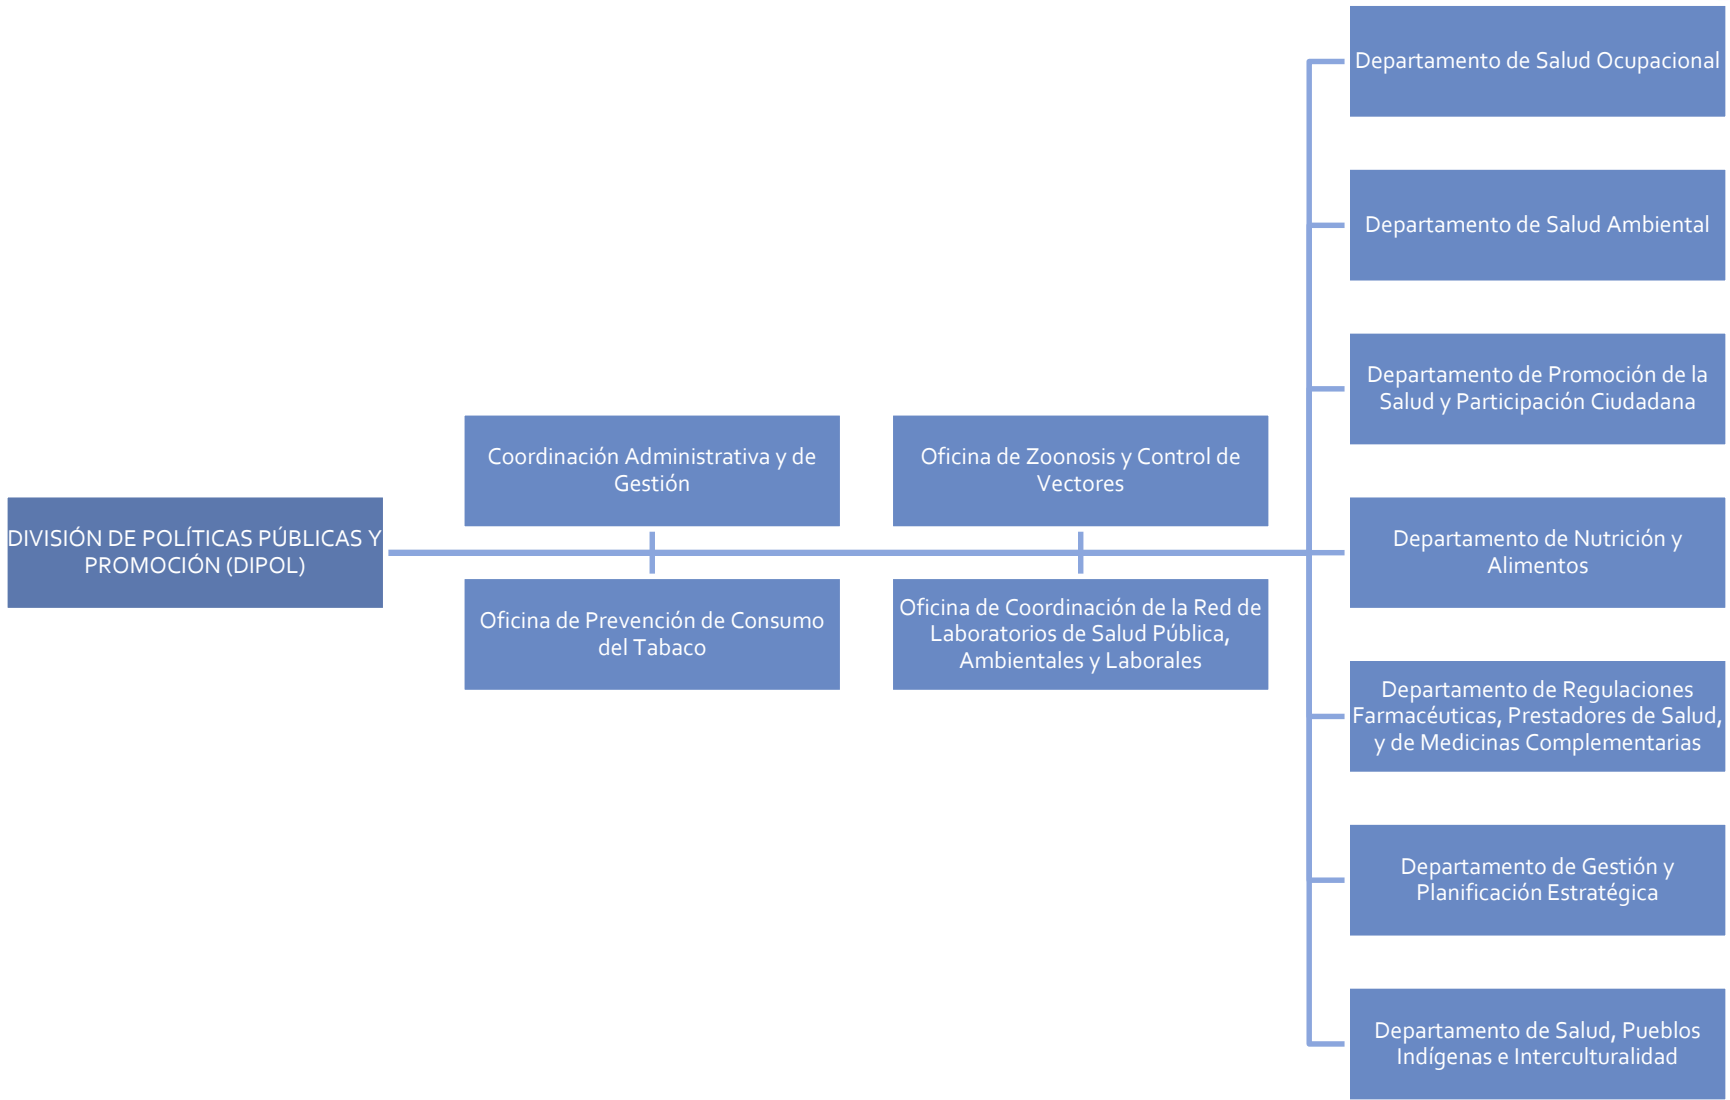 DIVISIÓN DE POLÍTICAS PÚBLICAS Y
PROMOCIÓN (DIPOL)
Coordinación Administrativa y de
Gestión
Oficina de Prevención de Consumo
del Tabaco
Oficina de Zoonosis y Control de
Vectores
Oficina de Coordinación de la Red de
Laboratorios de Salud Pública,
Ambientales y Laborales
Departamento de Salud Ocupacional
Departamento de Salud Ambiental
Departamento de Promoción de la
Salud y Participación Ciudadana
Departamento de Nutrición y
Alimentos
Departamento de Regulaciones
Farmacéuticas, Prestadores de Salud,
y de Medicinas Complementarias
Departamento de Gestión y
Planificación Estratégica
Departamento de Salud, Pueblos
Indígenas e Interculturalidad